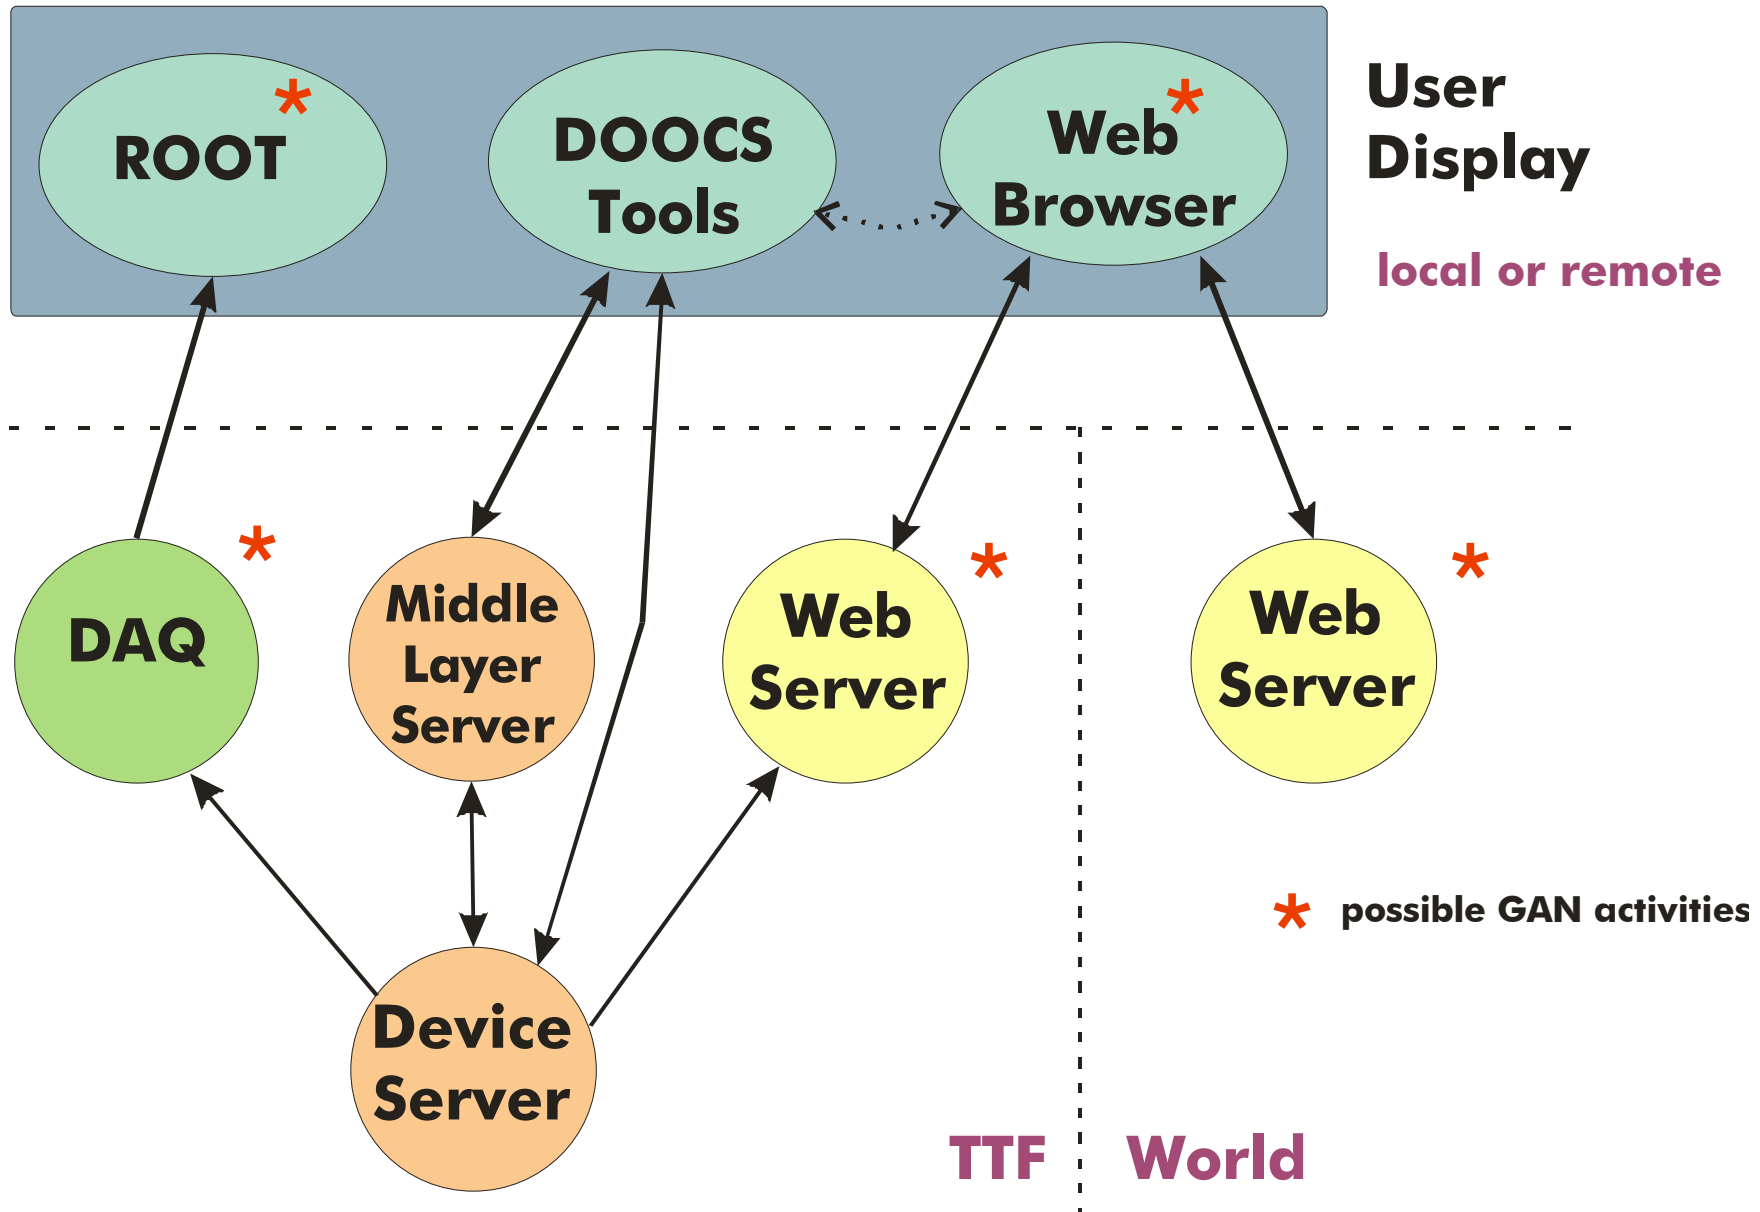 ROOT*
DOOCS
Tools
Web*
Browser
User
Display
local or remote
DAQ
*
Middle
Layer
Server
Web
Server
*
Web
Server
*
Device
Server
* possible GAN activities
TTF
World